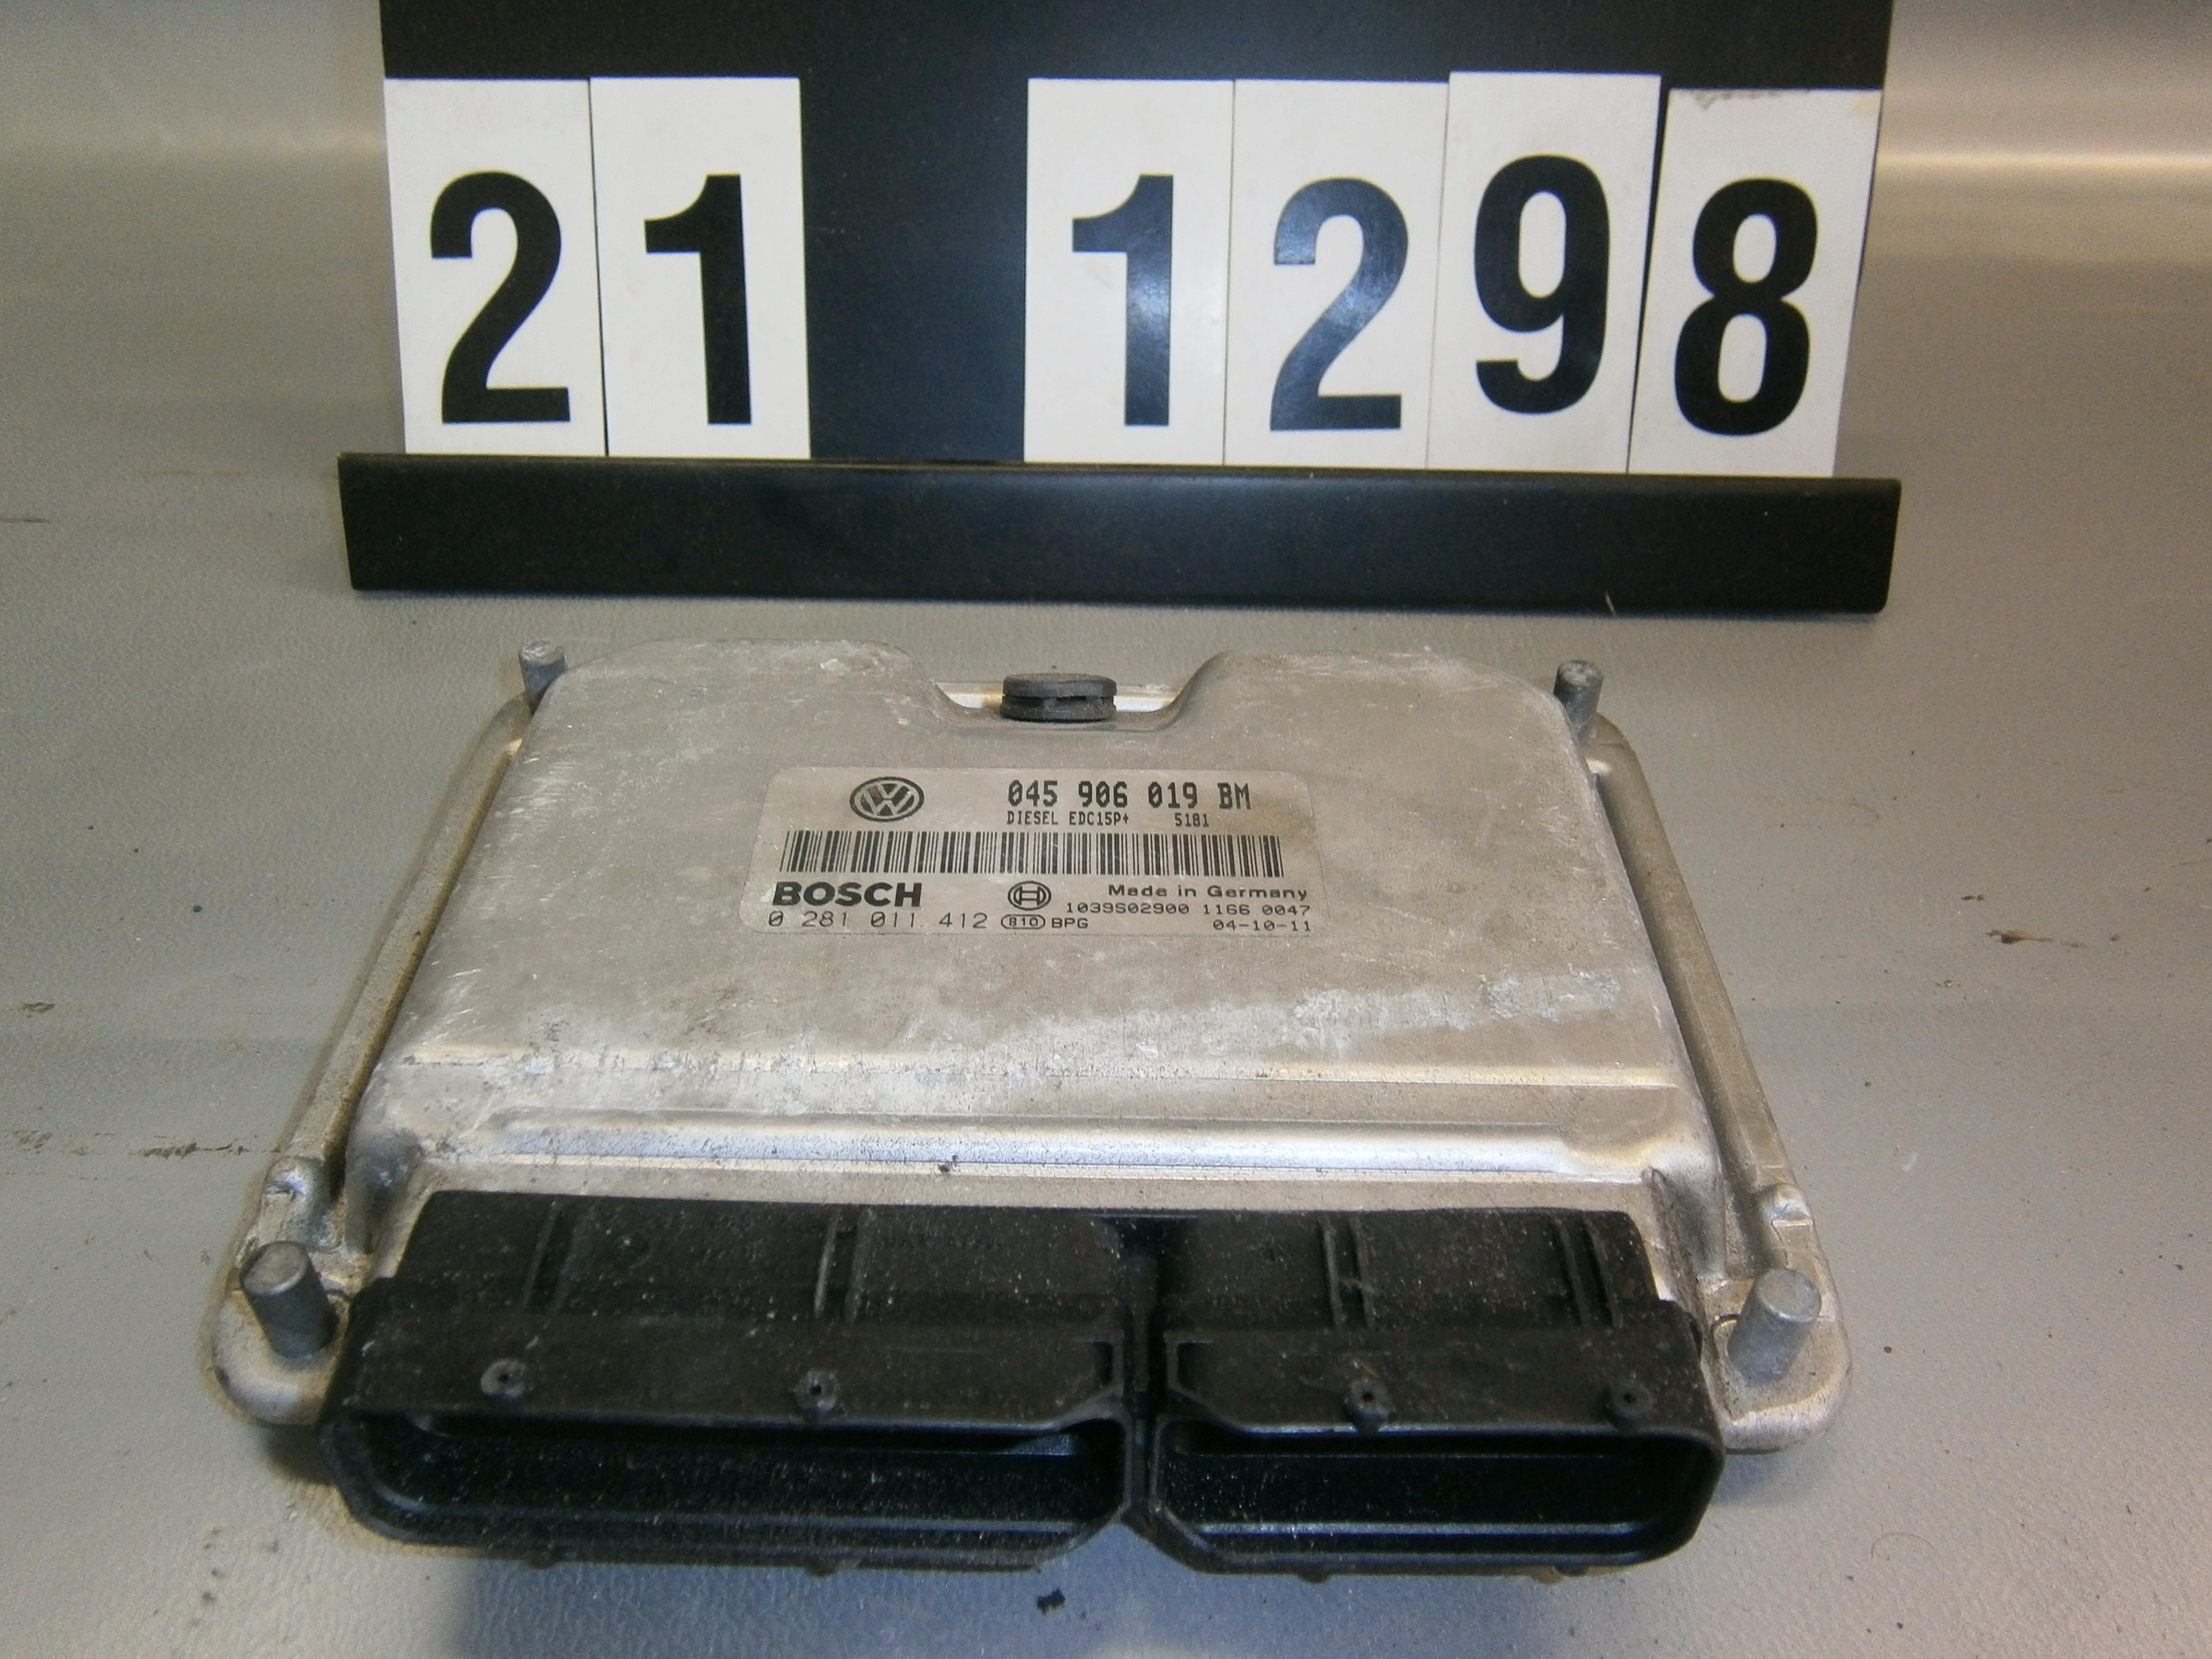 21 1298
VW 045 906 019 BM
DIESEL EDC15P+ 5181
BOSCH Made in Germany
1039S02900 1166 0047
0 281 011 412 810 BPG 04-10-11